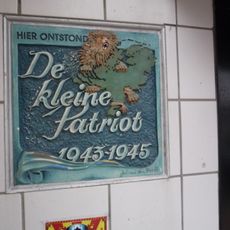 HIER ONTSTOND
De
kleine
Patriot
1943-1945